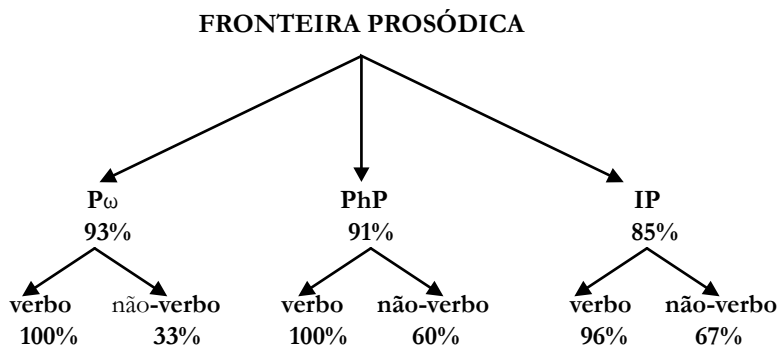 FRONTEIRA PROSÓDICA
Pω PhP IP
93% 91% 85%
verbo não-verbo verbo não-verbo verbo não-verbo
100% 33% 100% 60% 96% 67%